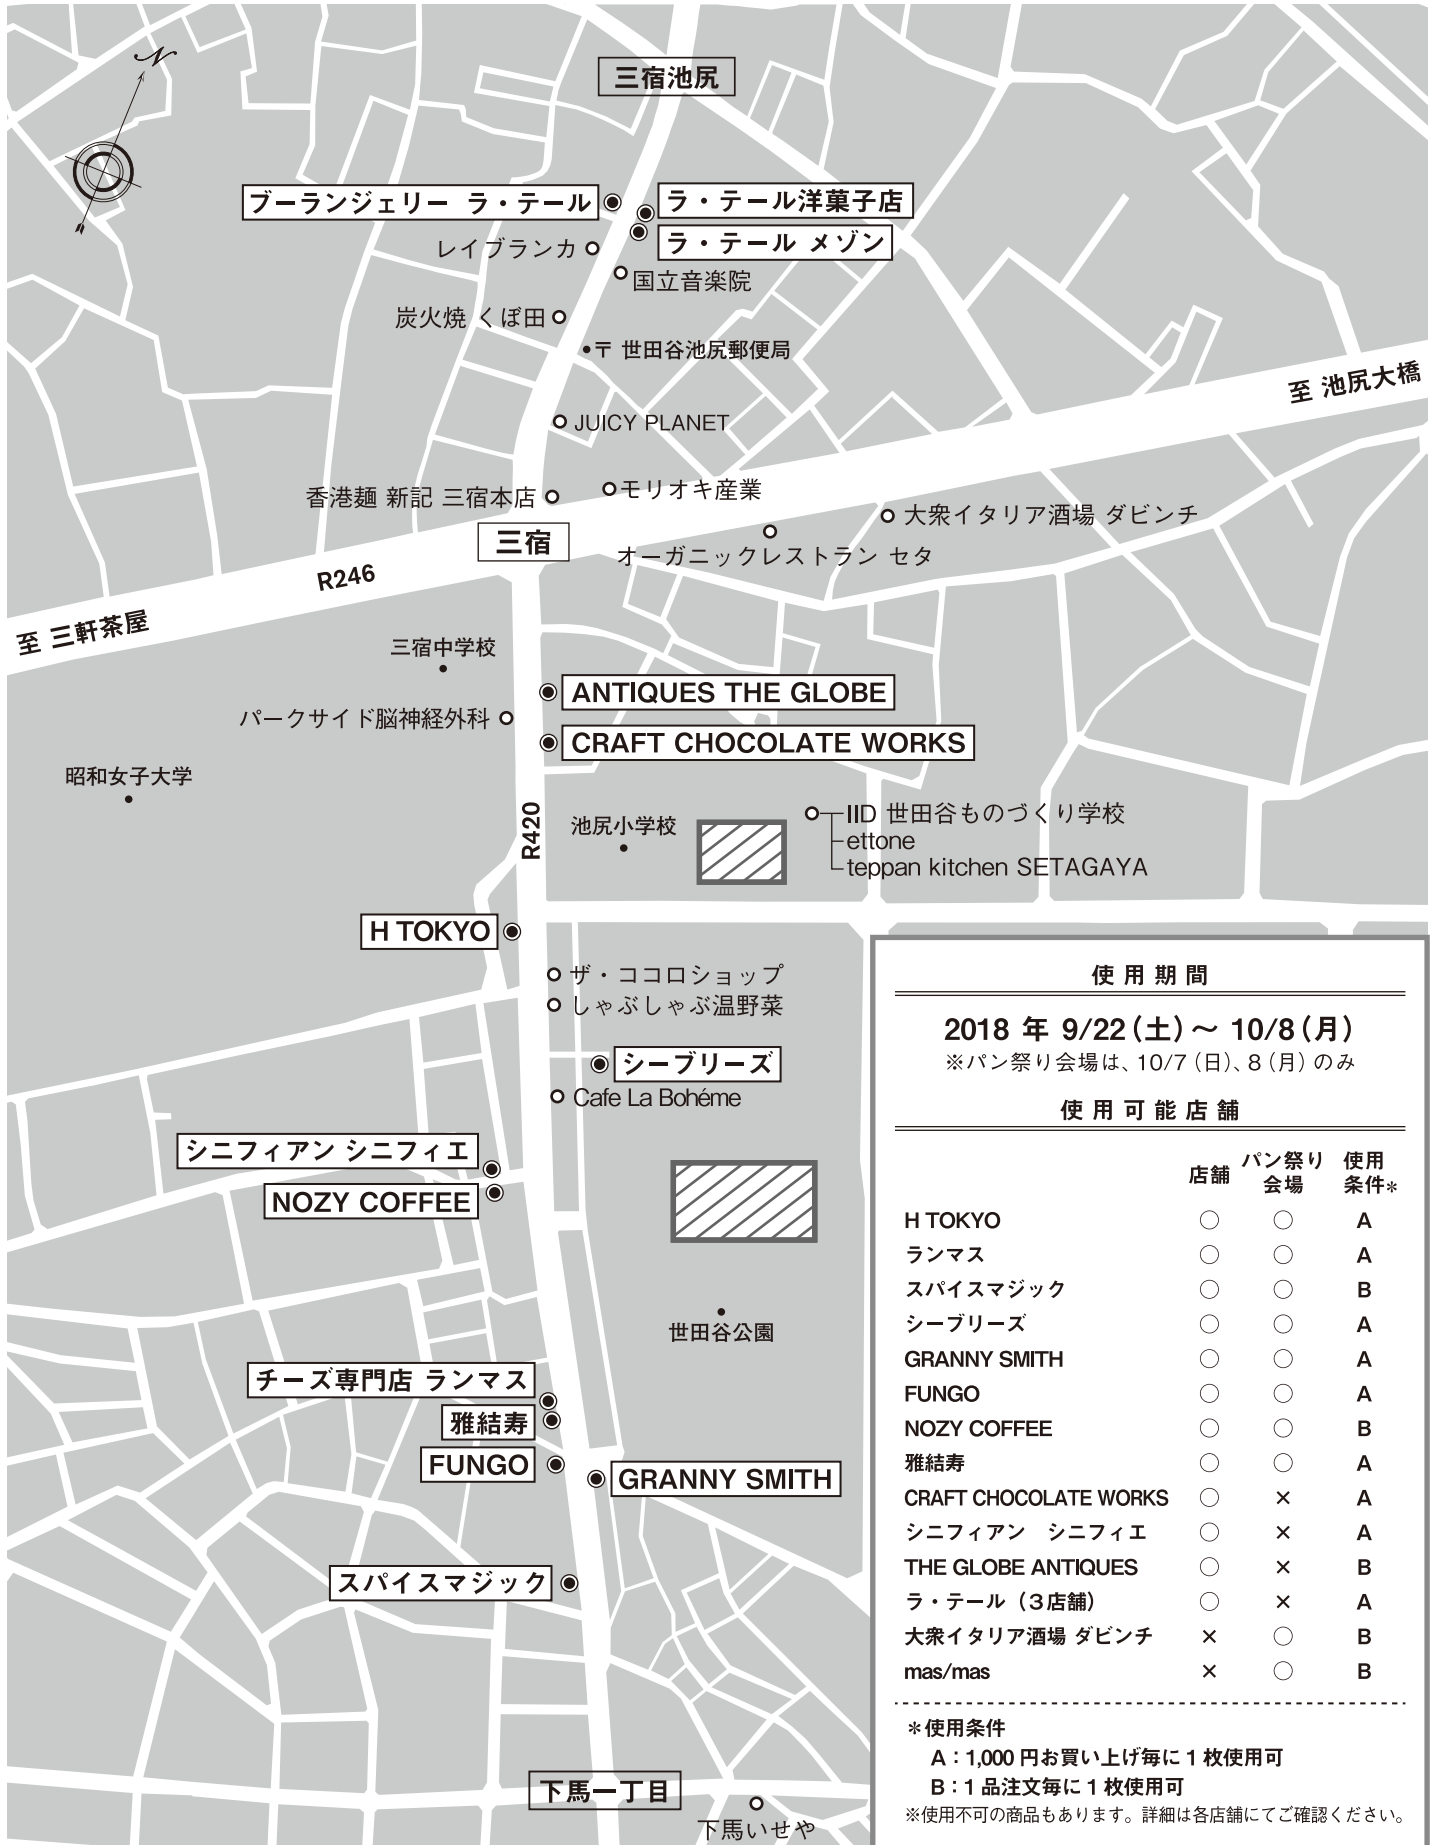 N
三宿池尻
ブーランジェリー ラ・テール
ラ・テール洋菓子店
ラ・テール メゾン
レイブランカ
国立音楽院
炭火焼 くぼ田
〒 世田谷池尻郵便局
至 池尻大橋
JUICY PLANET
香港麺 新記 三宿本店
モリオキ産業
大衆イタリア酒場 ダビンチ
三宿
オーガニックレストラン セタ
R246
至 三軒茶屋
三宿中学校
ANTIQUES THE GLOBE
パークサイド脳神経外科
CRAFT CHOCOLATE WORKS
昭和女子大学
R420
池尻小学校
IID 世田谷ものづくり学校
ettone
teppan kitchen SETAGAYA
H TOKYO
ザ・ココロショップ
しゃぶしゃぶ温野菜
シーブリーズ
Cafe La Bohéme
シニフィアン シニフィエ
NOZY COFFEE
世田谷公園
チーズ専門店 ランマス
雅結寿
FUNGO
GRANNY SMITH
スパイスマジック
下馬一丁目
下馬いせや
使用期間
2018 年 9/22(土)〜 10/8(月)
※パン祭り会場は、10/7(日)、8(月)のみ
使用可能店舗
店舗 パン祭り会場 使用条件*
H TOKYO ○ ○ A
ランマス ○ ○ A
スパイスマジック ○ ○ B
シーブリーズ ○ ○ A
GRANNY SMITH ○ ○ A
FUNGO ○ ○ A
NOZY COFFEE ○ ○ B
雅結寿 ○ ○ A
CRAFT CHOCOLATE WORKS ○ × A
シニフィアン　シニフィエ ○ × A
THE GLOBE ANTIQUES ○ × B
ラ・テール（3店舗） ○ × A
大衆イタリア酒場 ダビンチ × ○ B
mas/mas × ○ B
*使用条件
A：1,000 円お買い上げ毎に 1 枚使用可
B：1 品注文毎に 1 枚使用可
※使用不可の商品もあります。詳細は各店舗にてご確認ください。